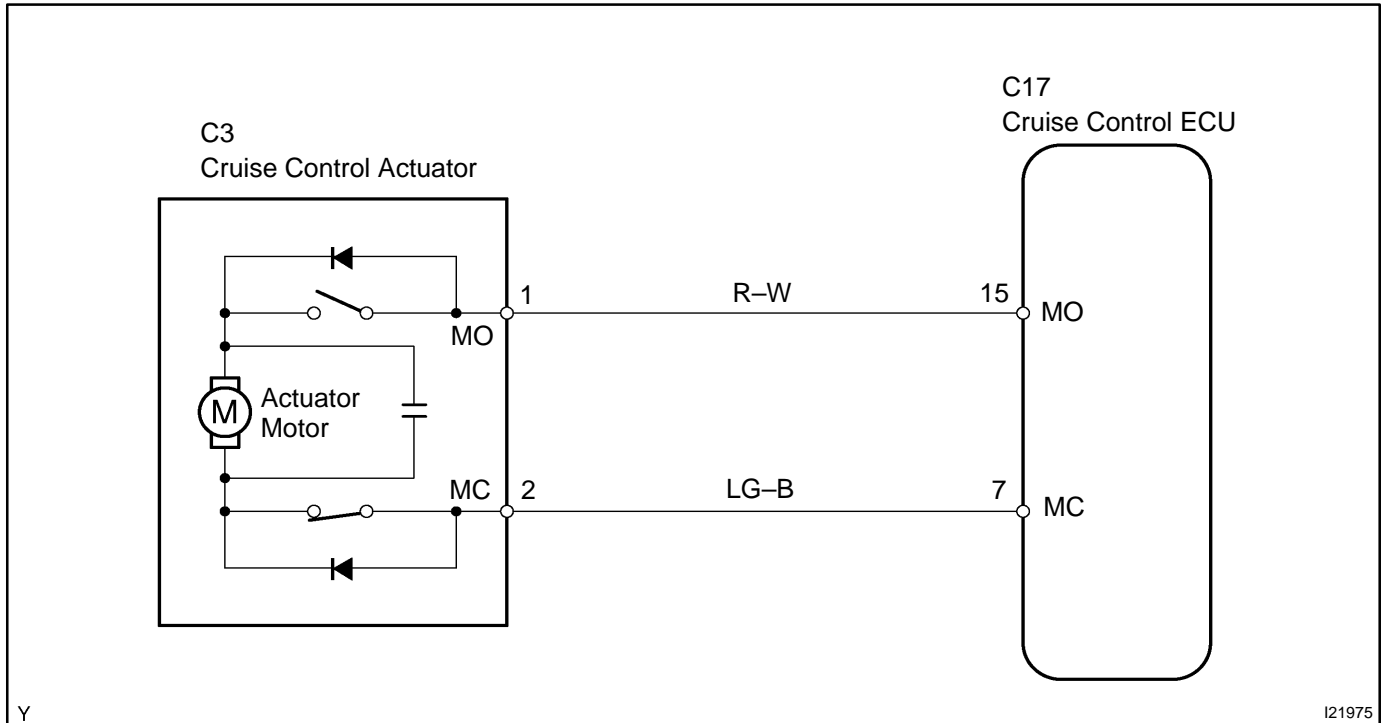 C17
Cruise Control ECU
C3
Cruise Control Actuator
1
R–W
15
MO
MO
M
Actuator
Motor
MC
2
LG–B
7
MC
Y
I21975